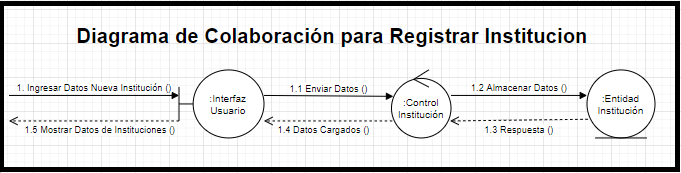 Diagrama de Colaboración para Registrar Institucion
1. Ingresar Datos Nueva Institución ()
1.1 Enviar Datos ()
1.2 Almacenar Datos ()
:Interfaz
Usuario
:Control
Institución
:Entidad
Institución
1.5 Mostrar Datos de Instituciones ()
1.4 Datos Cargados ()
1.3 Respuesta ()